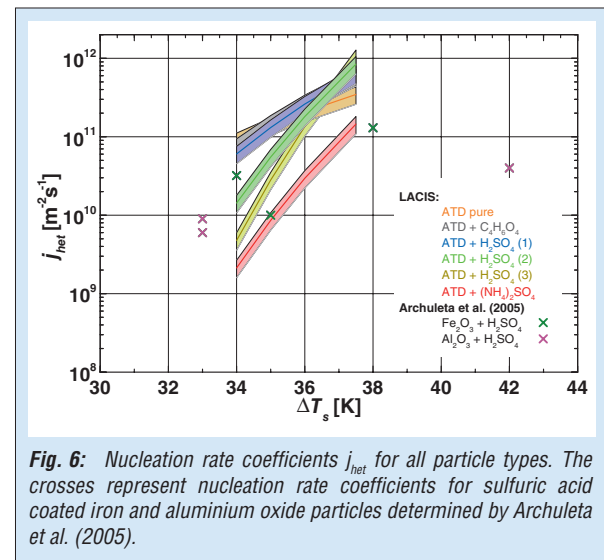 10¹²
10¹¹
10¹⁰
10⁹
10⁸
j_het [m⁻²s⁻¹]
LACIS:
ATD pure
ATD + C₄H₆O₄
ATD + H₂SO₄ (1)
ATD + H₂SO₄ (2)
ATD + H₂SO₄ (3)
ATD + (NH₄)₂SO₄
Archuleta et al. (2005)
Fe₂O₃ + H₂SO₄
Al₂O₃ + H₂SO₄
30 32 34 36 38 40 42 44
ΔT_s [K]
Fig. 6: Nucleation rate coefficients j_het for all particle types. The
crosses represent nucleation rate coefficients for sulfuric acid
coated iron and aluminium oxide particles determined by Archuleta
et al. (2005).